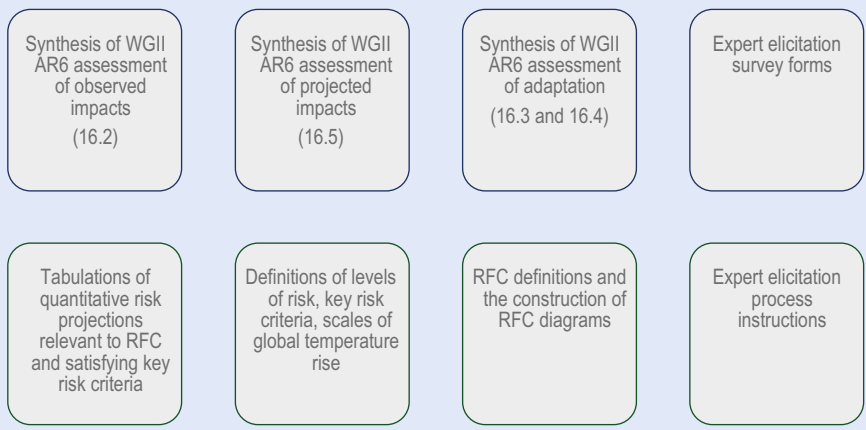 Synthesis of WGII
AR6 assessment
of observed
impacts
(16.2)
Synthesis of WGII
AR6 assessment
of projected
impacts
(16.5)
Synthesis of WGII
AR6 assessment
of adaptation
(16.3 and 16.4)
Expert elicitation
survey forms
Tabulations of
quantitative risk
projections
relevant to RFC
and satisfying key
risk criteria
Definitions of levels
of risk, key risk
criteria, scales of
global temperature
rise
RFC definitions and
the construction of
RFC diagrams
Expert elicitation
process
instructions